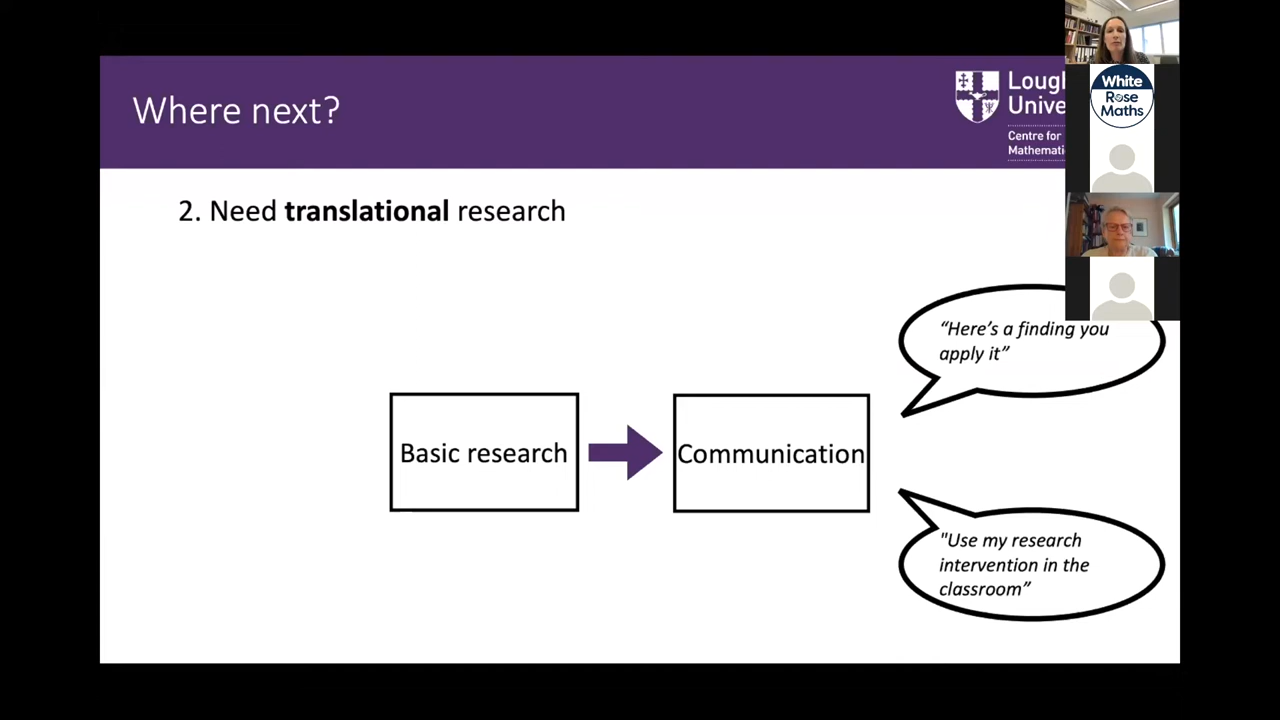 Where next?
Lough
Unive
Centre for
Mathemati
White
Rose
Maths
2. Need translational research
“Here’s a finding you
apply it”
Basic research
Communication
"Use my research
intervention in the
classroom”